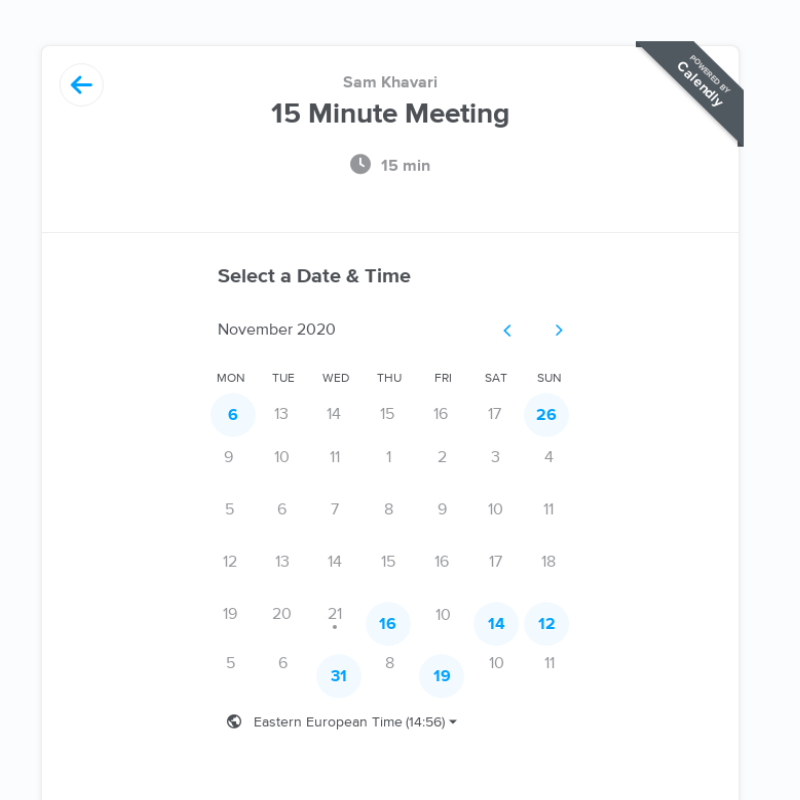 POWERED BY
Calendly
Sam Khavari
15 Minute Meeting
15 min
Select a Date & Time
November 2020
MON TUE WED THU FRI SAT SUN
6 13 14 15 16 17 26
9 10 11 1 2 3 4
5 6 7 8 9 10 11
12 13 14 15 16 17 18
19 20 21 16 10 14 12
5 6 31 8 19 10 11
Eastern European Time (14:56)